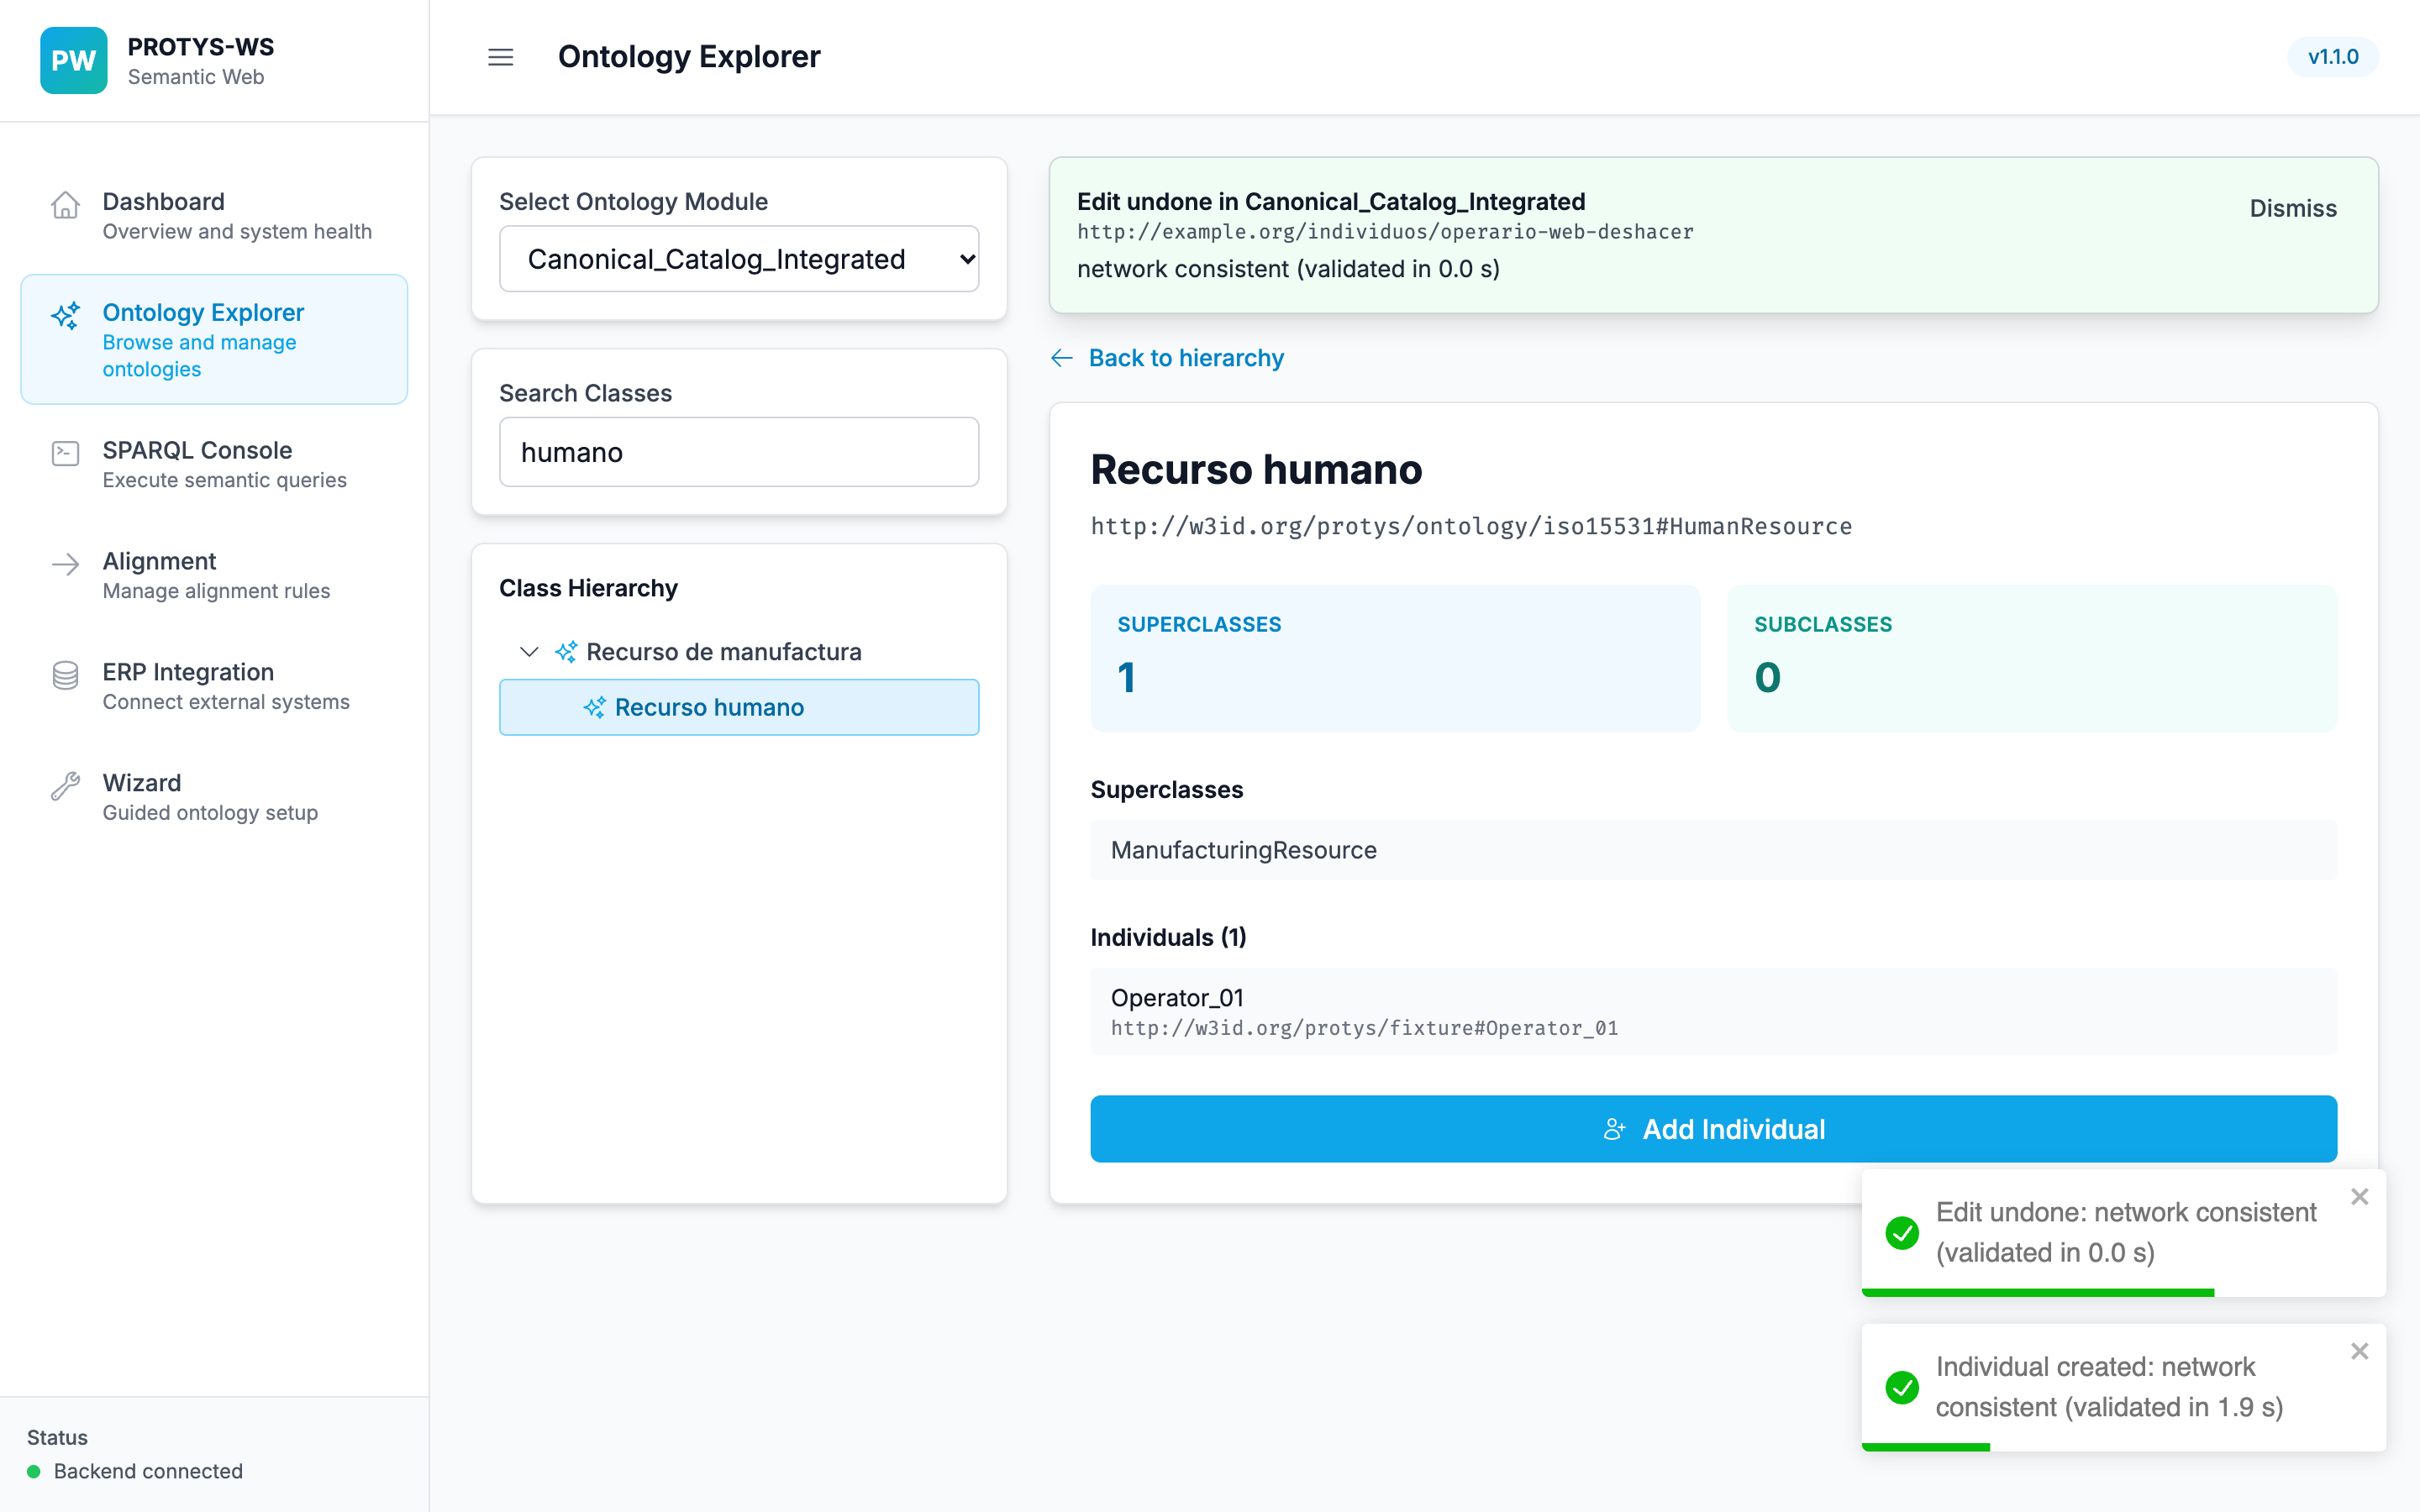 PW
PROTYS-WS
Semantic Web
Dashboard
Overview and system health
Ontology Explorer
Browse and manage
ontologies
SPARQL Console
Execute semantic queries
Alignment
Manage alignment rules
ERP Integration
Connect external systems
Wizard
Guided ontology setup
Status
Backend connected
Ontology Explorer
v1.1.0
Select Ontology Module
Canonical_Catalog_Integrated
Search Classes
humano
Class Hierarchy
Recurso de manufactura
Recurso humano
Edit undone in Canonical_Catalog_Integrated
http://example.org/individuos/operario-web-deshacer
network consistent (validated in 0.0 s)
Dismiss
Back to hierarchy
Recurso humano
http://w3id.org/protys/ontology/iso15531#HumanResource
SUPERCLASSES
1
SUBCLASSES
0
Superclasses
ManufacturingResource
Individuals (1)
Operator_01
http://w3id.org/protys/fixture#Operator_01
Add Individual
Edit undone: network consistent
(validated in 0.0 s)
Individual created: network
consistent (validated in 1.9 s)